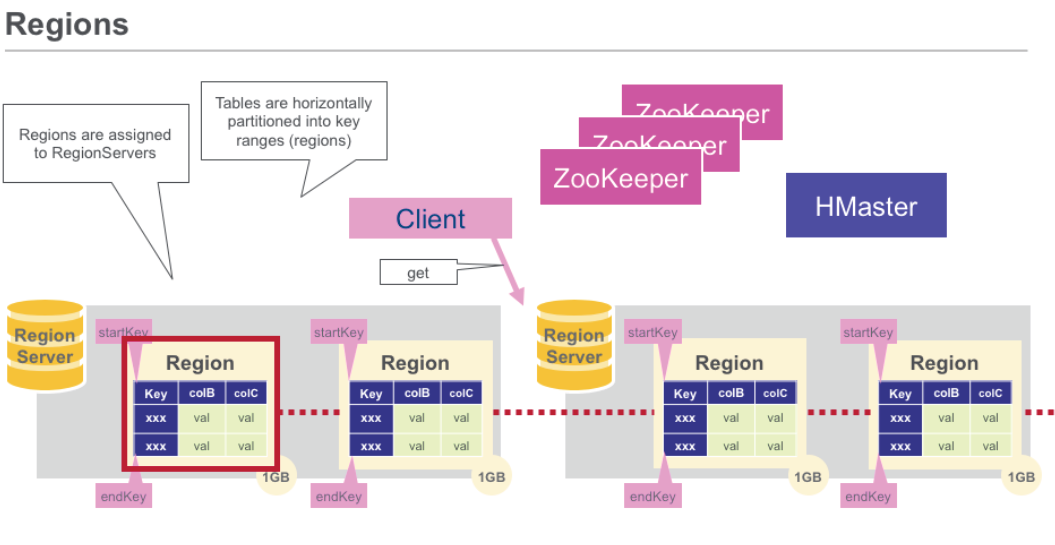 Regions
Regions are assigned
to RegionServers
Tables are horizontally
partitioned into key
ranges (regions)
ZooKeeper
ZooKeeper
ZooKeeper
HMaster
Client
get
Region
Server
startKey
Region
Key colB colC
xxx val val
xxx val val
1GB
endKey
startKey
Region
Key colB colC
xxx val val
xxx val val
1GB
endKey
Region
Server
startKey
Region
Key colB colC
xxx val val
xxx val val
1GB
endKey
startKey
Region
Key colB colC
xxx val val
xxx val val
1GB
endKey